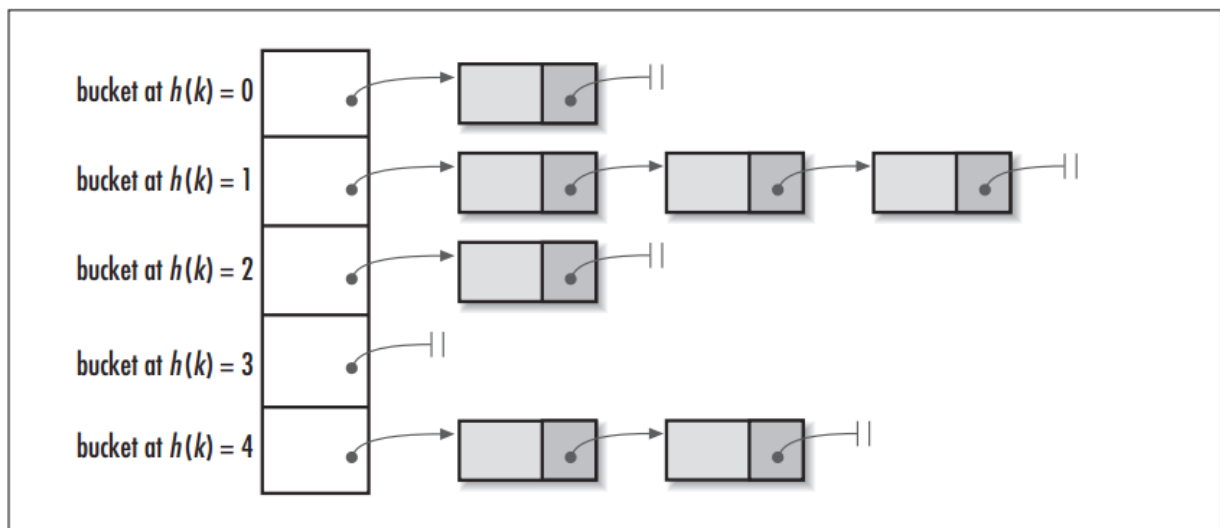 bucket at h(k) = 0
bucket at h(k) = 1
bucket at h(k) = 2
bucket at h(k) = 3
bucket at h(k) = 4